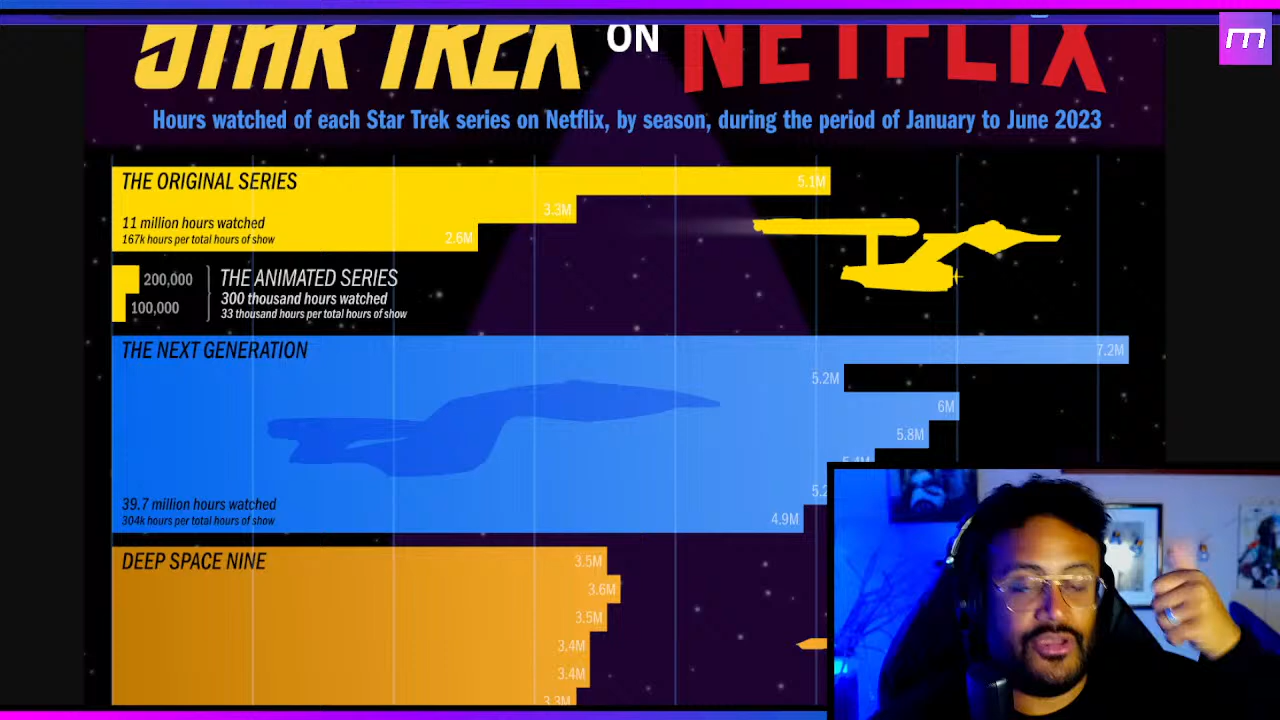 STAR TREK ON NETFLIX
Hours watched of each Star Trek series on Netflix, by season, during the period of January to June 2023
THE ORIGINAL SERIES
5.1M
3.3M
11 million hours watched
167k hours per total hours of show
2.6M
200,000
100,000
THE ANIMATED SERIES
300 thousand hours watched
33 thousand hours per total hours of show
THE NEXT GENERATION
7.2M
5.2M
6M
5.8M
5.4M
39.7 million hours watched
304k hours per total hours of show
4.9M
DEEP SPACE NINE
3.5M
3.6M
3.5M
3.4M
3.4M
3.3M
m